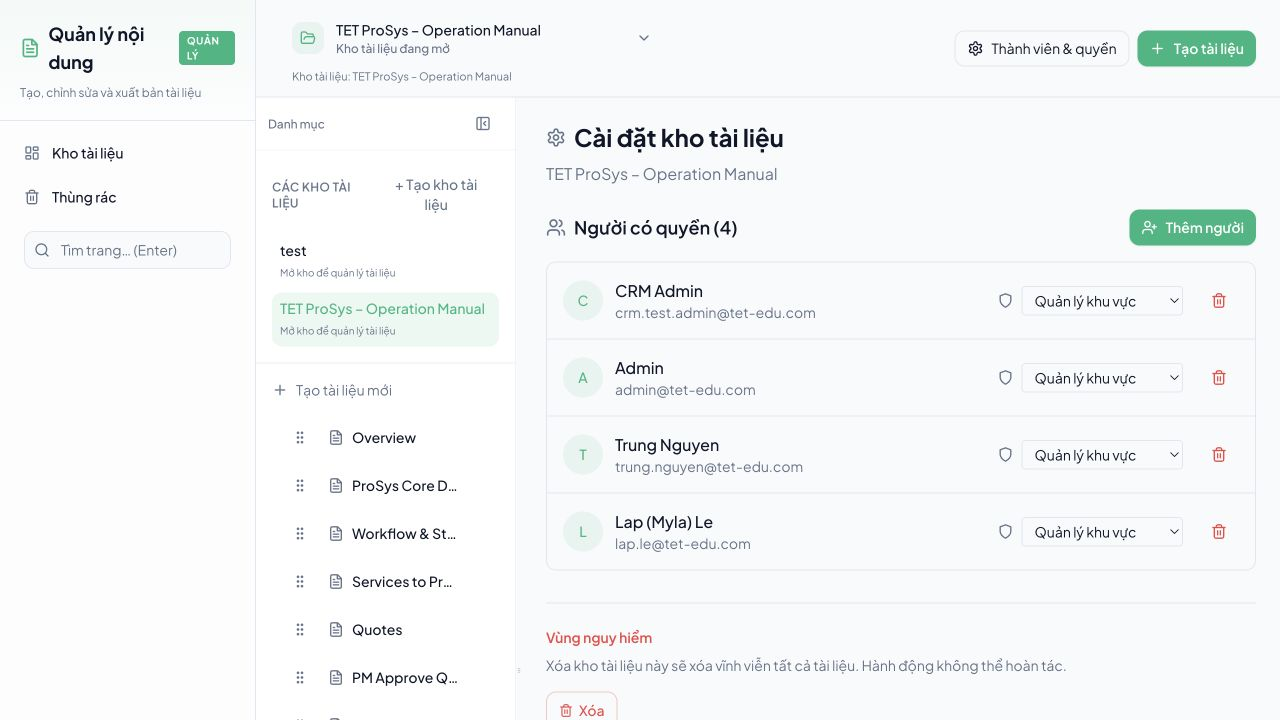 Quản lý nội
dung
QUẢN
LÝ
Tạo, chỉnh sửa và xuất bản tài liệu
Kho tài liệu
Thùng rác
Tìm trang… (Enter)
TET ProSys – Operation Manual
Kho tài liệu đang mở
Kho tài liệu: TET ProSys – Operation Manual
Thành viên & quyền
Tạo tài liệu
Danh mục
CÁC KHO TÀI
LIỆU
+ Tạo kho tài
liệu
test
Mở kho để quản lý tài liệu
TET ProSys – Operation Manual
Mở kho để quản lý tài liệu
Tạo tài liệu mới
Overview
ProSys Core D…
Workflow & St…
Services to Pr…
Quotes
PM Approve Q…
Cài đặt kho tài liệu
TET ProSys – Operation Manual
Người có quyền (4)
Thêm người
C
CRM Admin
crm.test.admin@tet-edu.com
Quản lý khu vực
A
Admin
admin@tet-edu.com
Quản lý khu vực
T
Trung Nguyen
trung.nguyen@tet-edu.com
Quản lý khu vực
L
Lap (Myla) Le
lap.le@tet-edu.com
Quản lý khu vực
Vùng nguy hiểm
Xóa kho tài liệu này sẽ xóa vĩnh viễn tất cả tài liệu. Hành động không thể hoàn tác.
Xóa